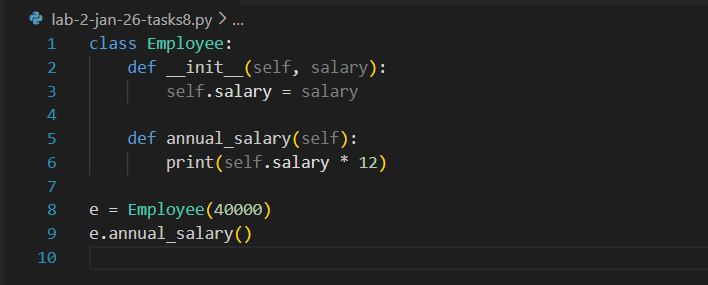 lab-2-jan-26-tasks8.py > ...
1 class Employee:
2     def __init__(self, salary):
3         self.salary = salary
4
5     def annual_salary(self):
6         print(self.salary * 12)
7
8 e = Employee(40000)
9 e.annual_salary()
10